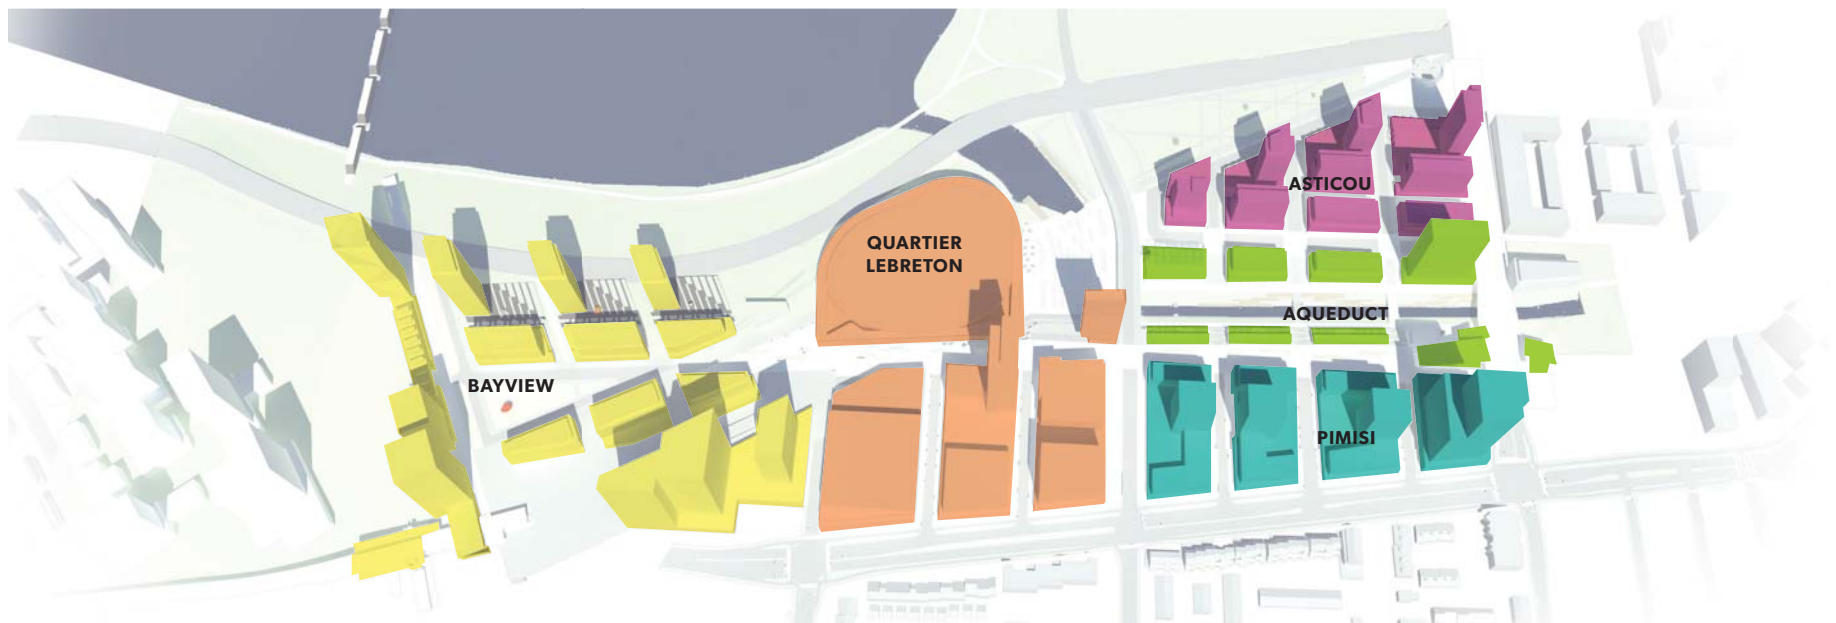 ASTICOU
QUARTIER
LEBRETON
AQUEDUCT
BAYVIEW
PIMISI